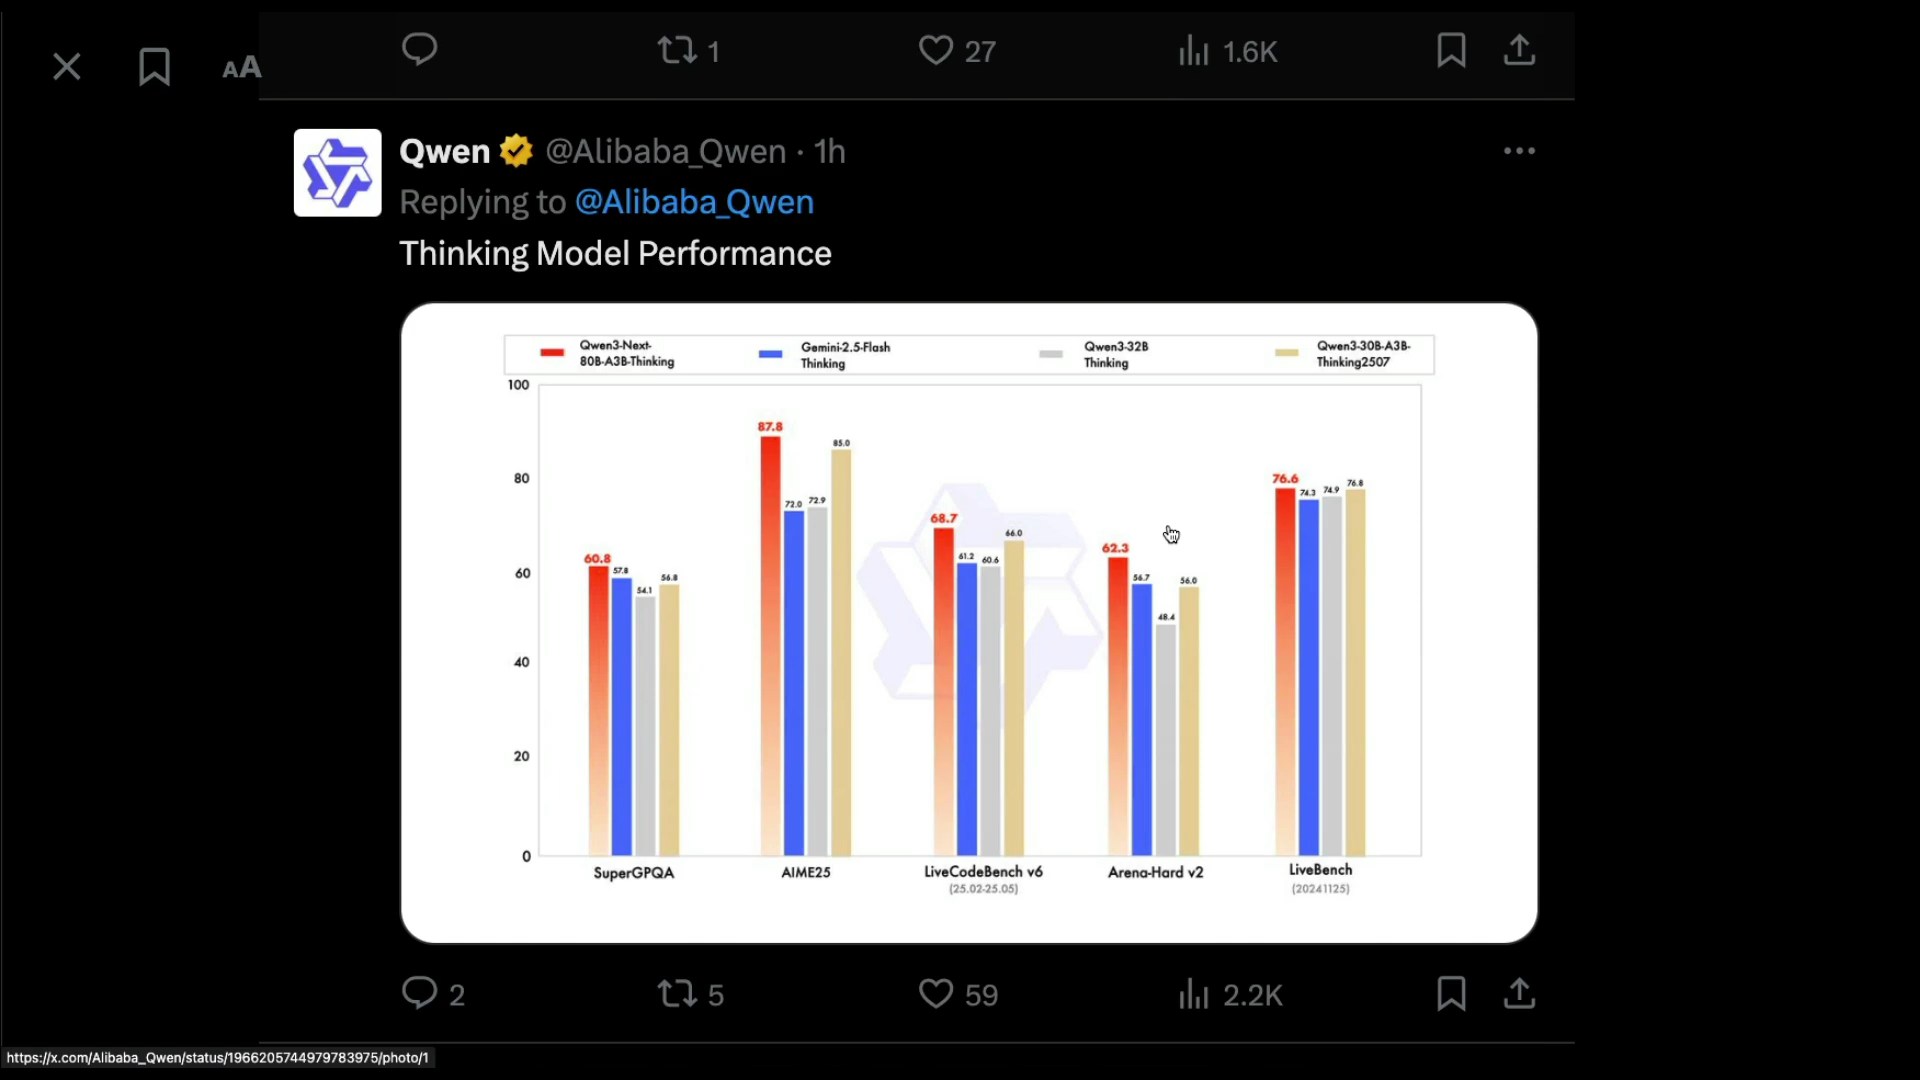 AA
1
27
1.6K
Qwen @Alibaba_Qwen · 1h
Replying to @Alibaba_Qwen
Thinking Model Performance
Qwen3-Next-
80B-A3B-Thinking
Gemini-2.5-Flash
Thinking
Qwen3-32B
Thinking
Qwen3-30B-A3B-
Thinking2507
100
80
60
40
20
0
60.8
57.8
54.1
56.8
87.8
72.0
72.9
85.0
68.7
61.2
60.6
66.0
62.3
56.7
48.4
56.0
76.6
74.3
74.9
76.8
SuperGPQA
AIME25
LiveCodeBench v6
(25.02-25.05)
Arena-Hard v2
LiveBench
(20241125)
2
5
59
2.2K
https://x.com/Alibaba_Qwen/status/1966205744979783975/photo/1